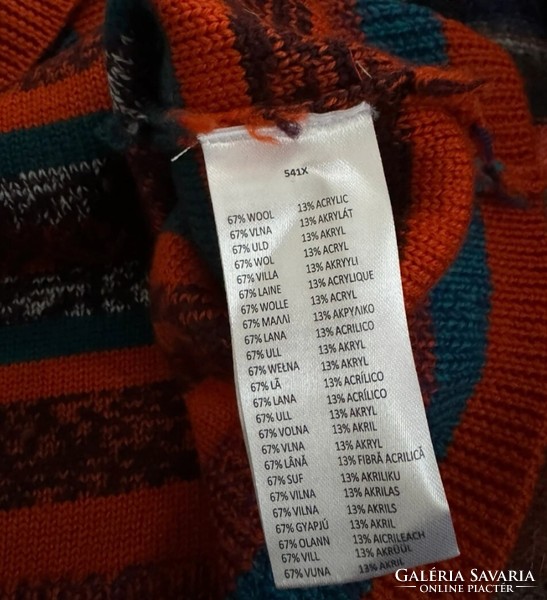 541X
67% WOOL 13% ACRYLIC
67% VLNA 13% AKRYLÁT
67% ULD 13% AKRYL
67% WOL 13% ACRYL
67% VILLA 13% AKRYYLI
67% LAINE 13% ACRYLIQUE
67% WOLLE 13% ACRYL
67% ΜΑΛΛΙ 13% ΑΚΡΥΛΙΚΟ
67% LANA 13% ACRILICO
67% ULL 13% AKRYL
67% WEŁNA 13% AKRYL
67% LÃ 13% ACRÍLICO
67% LANA 13% ACRÍLICO
67% ULL 13% AKRYL
67% VOLNA 13% AKRIL
67% VLNA 13% AKRYL
67% LÂNĂ 13% FIBRĂ ACRILICĂ
67% SUF 13% AKRILIKU
67% VILNA 13% AKRILAS
67% VILNA 13% AKRILS
67% GYAPJÚ 13% AKRIL
67% OLANN 13% AICRILEACH
67% VILL 13% AKRÜÜL
67% VUNA 13% AKRIL
GALÉRIA SAVARIA
ONLINE PIACTÉR